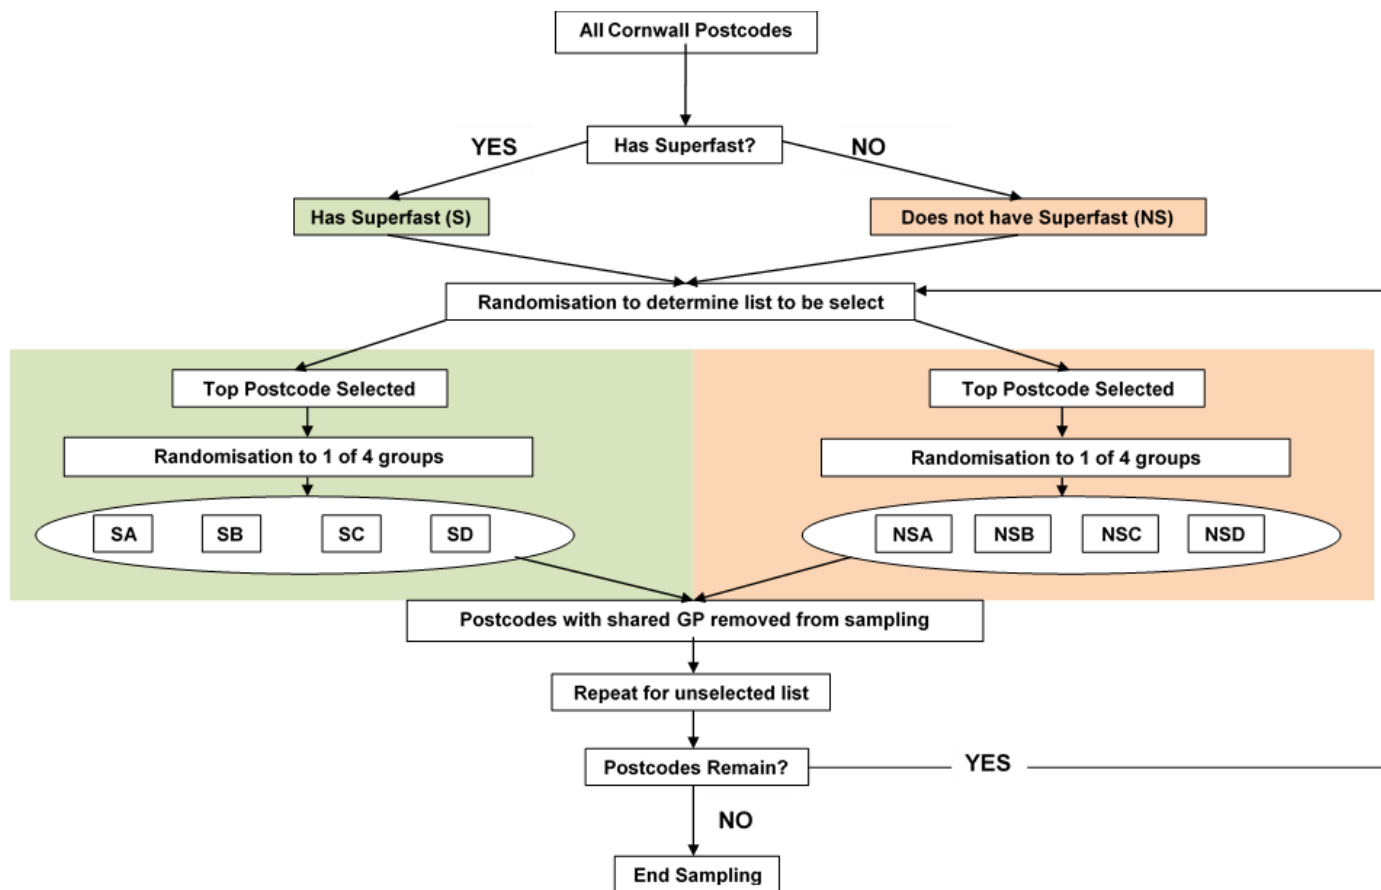 All Cornwall Postcodes
YES
Has Superfast?
NO
Has Superfast (S)
Does not have Superfast (NS)
Randomisation to determine list to be select
Top Postcode Selected
Top Postcode Selected
Randomisation to 1 of 4 groups
Randomisation to 1 of 4 groups
SA SB SC SD
NSA NSB NSC NSD
Postcodes with shared GP removed from sampling
Repeat for unselected list
Postcodes Remain?
YES
NO
End Sampling